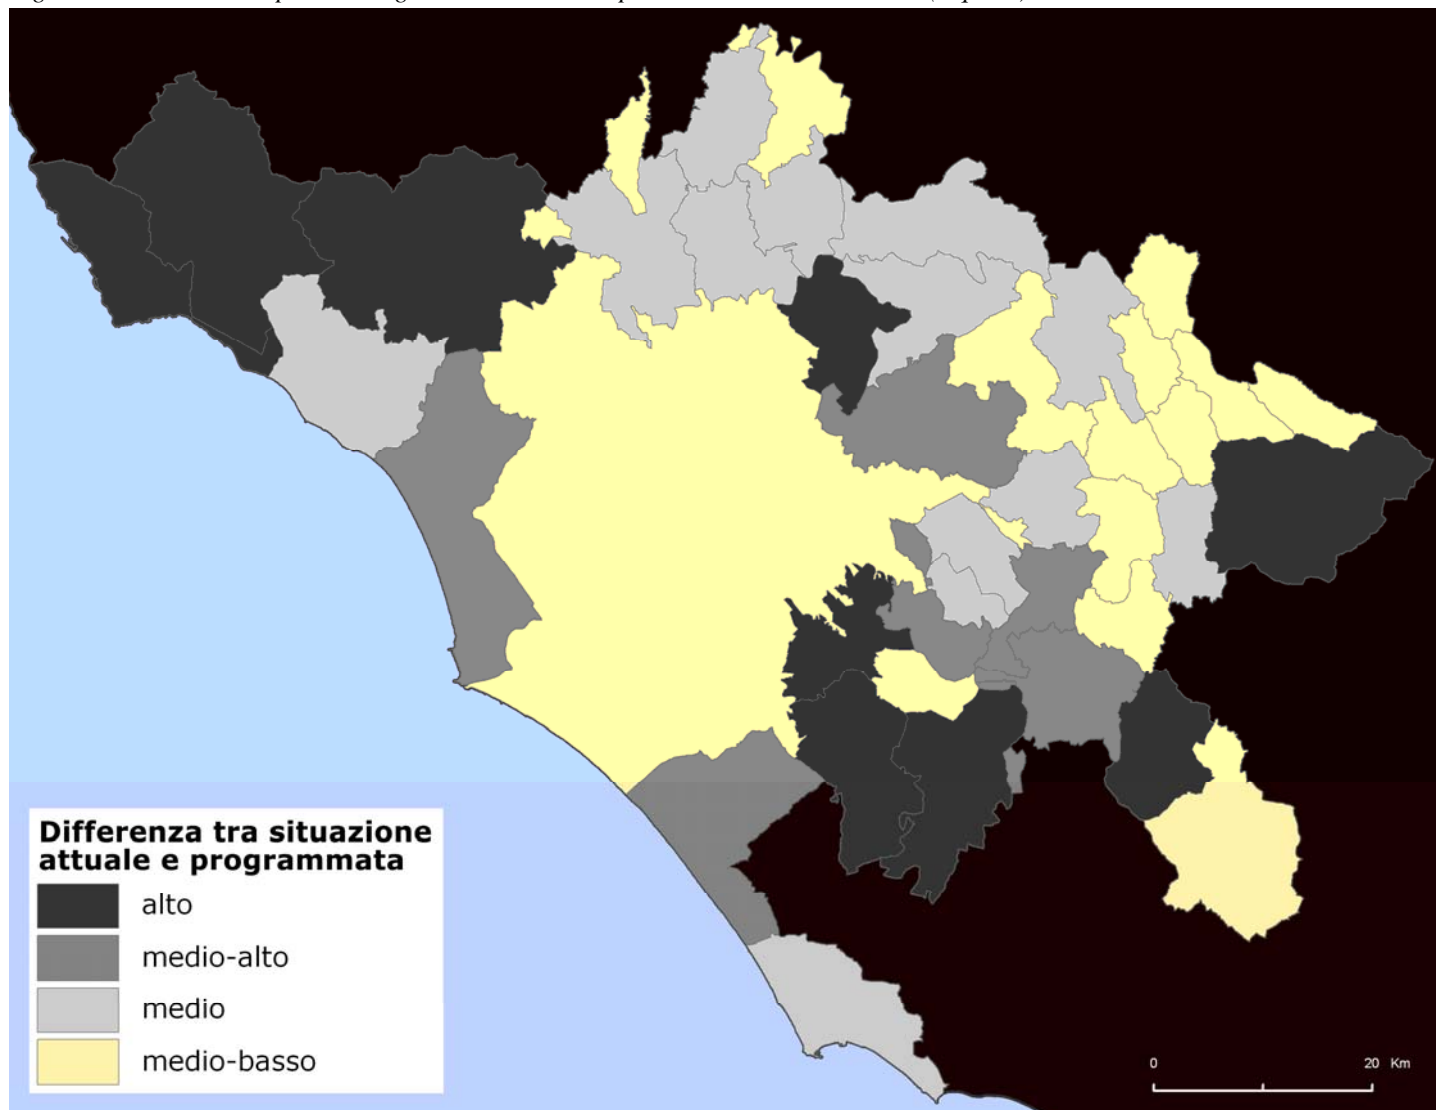 Differenza tra situazione
attuale e programmata
alto
medio-alto
medio
medio-basso
0 20 Km